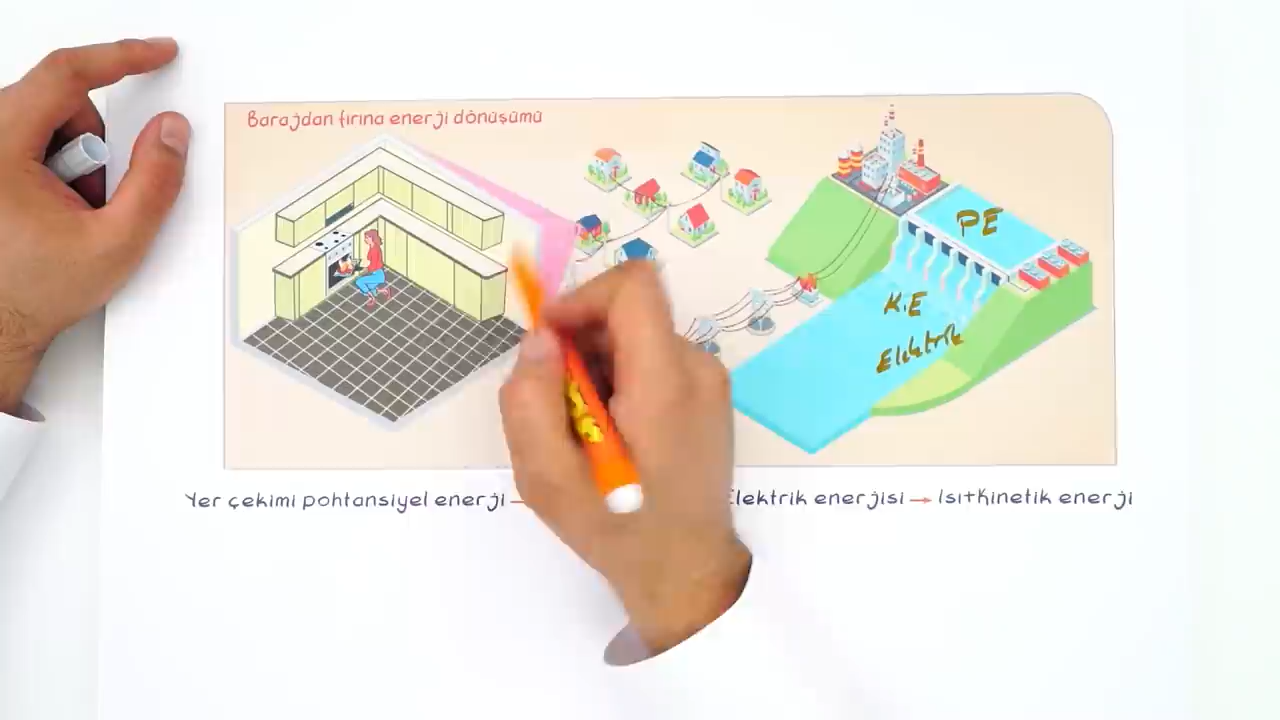 Barajdan fırına enerji dönüşümü
PE
K.E
Elektrik
Yer çekimi pohtansiyel enerji → Elektrik enerjisi → Isı+Kinetik enerji